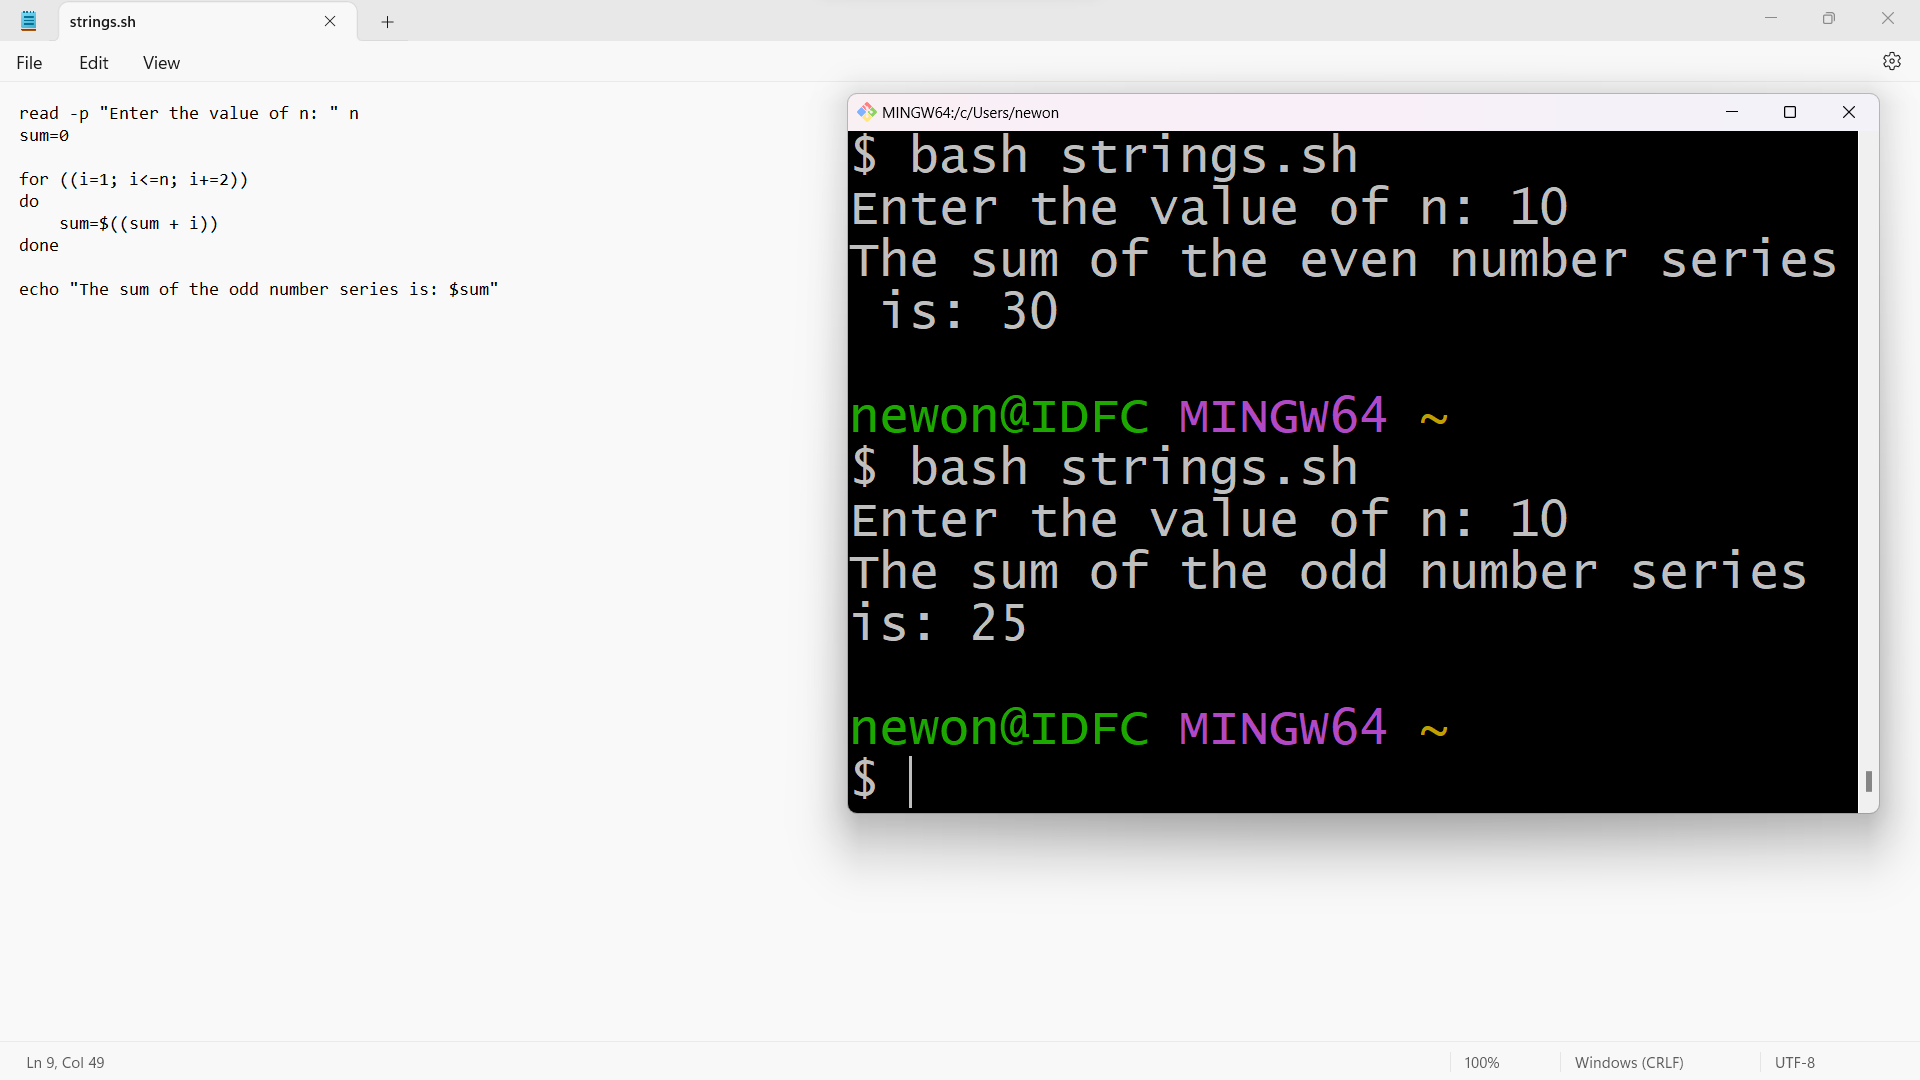 strings.sh
File Edit View
read -p "Enter the value of n: " n
sum=0
for ((i=1; i<=n; i+=2))
do
    sum=$((sum + i))
done
echo "The sum of the odd number series is: $sum"
MINGW64:/c/Users/newon
$ bash strings.sh
Enter the value of n: 10
The sum of the even number series
 is: 30
newon@IDFC MINGW64 ~
$ bash strings.sh
Enter the value of n: 10
The sum of the odd number series
is: 25
newon@IDFC MINGW64 ~
$
Ln 9, Col 49 100% Windows (CRLF) UTF-8